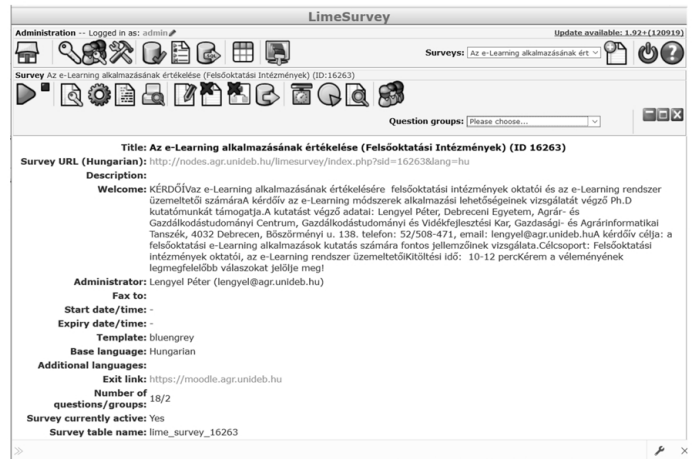 LimeSurvey
Administration -- Logged in as: admin
Update available: 1.92+(120919)
Surveys: Az e-Learning alkalmazásának ért
Survey Az e-Learning alkalmazásának értékelése (Felsőoktatási Intézmények) (ID:16263)
Question groups: Please choose...
Title: Az e-Learning alkalmazásának értékelése (Felsőoktatási Intézmények) (ID 16263)
Survey URL (Hungarian): http://nodes.agr.unideb.hu/limesurvey/index.php?sid=16263&lang=hu
Description:
Welcome: KÉRDŐÍVaz e-Learning alkalmazásának értékelésére felsőoktatási intézmények oktatói és az e-Learning rendszer
üzemeltetői számáraA kérdőív az e-Learning módszerek alkalmazási lehetőségeinek vizsgálatát végző Ph.D
kutatómunkát támogatja.A kutatást végző adatai: Lengyel Péter, Debreceni Egyetem, Agrár- és
Gazdálkodástudományi Centrum, Gazdálkodástudományi és Vidékfejlesztési Kar, Gazdasági- és Agrárinformatikai
Tanszék, 4032 Debrecen, Böszörményi u. 138. telefon: 52/508-471, email: lengyel@agr.unideb.huA kérdőív célja: a
felsőoktatási e-Learning alkalmazások kutatás számára fontos jellemzőinek vizsgálata.Célcsoport: Felsőoktatási
intézmények oktatói, az e-Learning rendszer üzemeltetőiKitöltési idő: 10-12 percKérem a véleményének
legmegfelelőbb válaszokat jelölje meg!
Administrator: Lengyel Péter (lengyel@agr.unideb.hu)
Fax to:
Start date/time: -
Expiry date/time: -
Template: bluengrey
Base language: Hungarian
Additional languages:
Exit link: https://moodle.agr.unideb.hu
Number of
questions/groups: 18/2
Survey currently active: Yes
Survey table name: lime_survey_16263